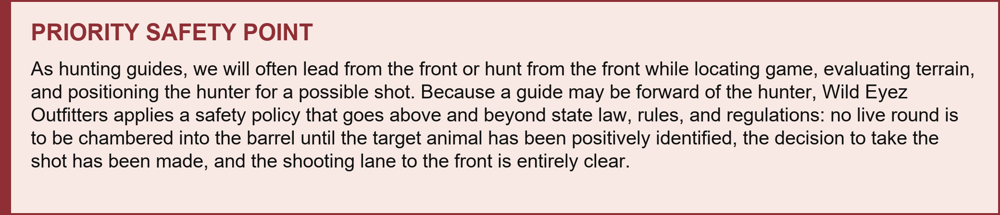 PRIORITY SAFETY POINT
As hunting guides, we will often lead from the front or hunt from the front while locating game, evaluating terrain,
and positioning the hunter for a possible shot. Because a guide may be forward of the hunter, Wild Eyez
Outfitters applies a safety policy that goes above and beyond state law, rules, and regulations: no live round is
to be chambered into the barrel until the target animal has been positively identified, the decision to take the
shot has been made, and the shooting lane to the front is entirely clear.